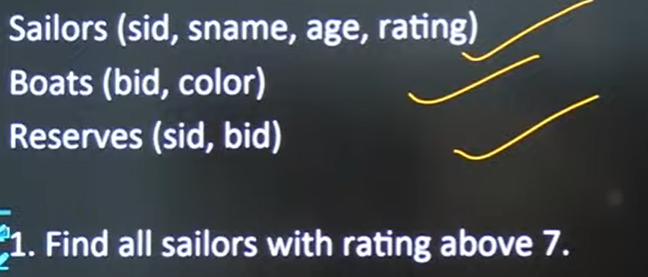 Sailors (sid, sname, age, rating)
Boats (bid, color)
Reserves (sid, bid)
1. Find all sailors with rating above 7.